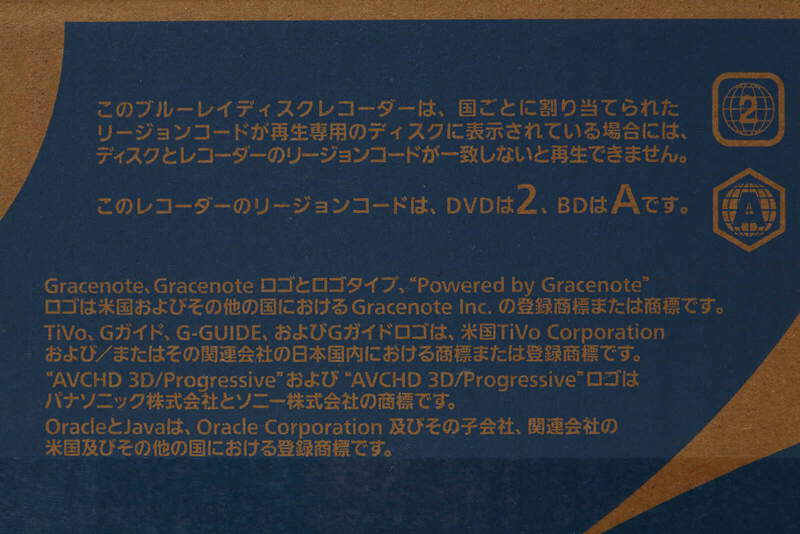 このブルーレイディスクレコーダーは、国ごとに割り当てられた
リージョンコードが再生専用のディスクに表示されている場合には、
ディスクとレコーダーのリージョンコードが一致しないと再生できません。
2
このレコーダーのリージョンコードは、DVDは2、BDはAです。
A
Gracenote、Gracenote ロゴとロゴタイプ、“Powered by Gracenote”
ロゴは米国およびその他の国におけるGracenote Inc. の登録商標または商標です。
TiVo、Gガイド、G-GUIDE、およびGガイドロゴは、米国TiVo Corporation
および／またはその関連会社の日本国内における商標または登録商標です。
“AVCHD 3D/Progressive”および “AVCHD 3D/Progressive”ロゴは
パナソニック株式会社とソニー株式会社の商標です。
OracleとJavaは、Oracle Corporation 及びその子会社、関連会社の
米国及びその他の国における登録商標です。